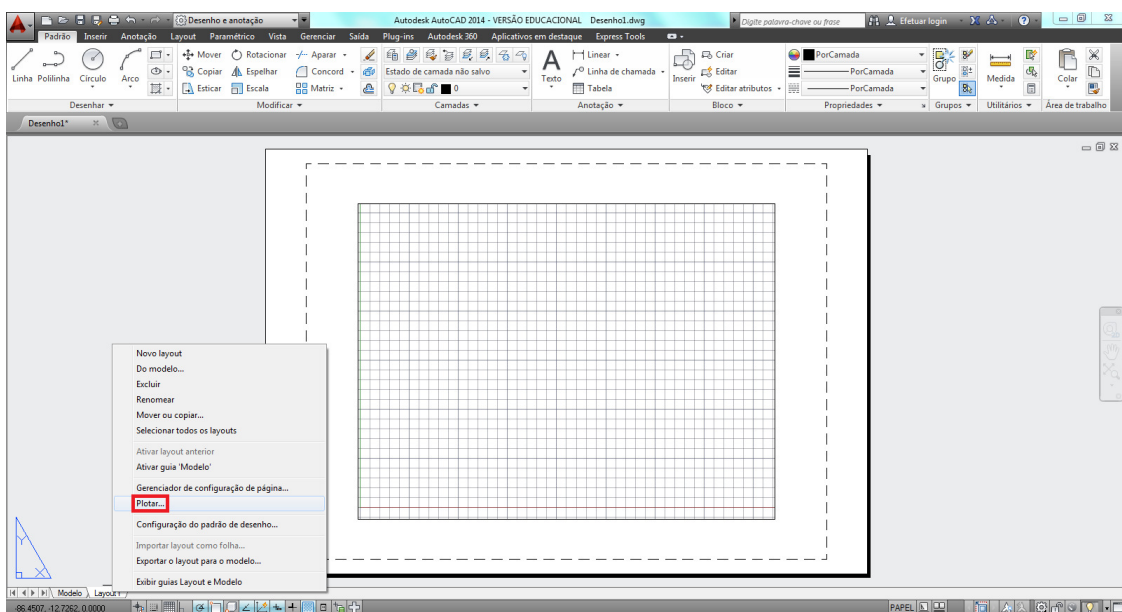 Desenho e anotação
Autodesk AutoCAD 2014 - VERSÃO EDUCACIONAL Desenho1.dwg
Digite palavra-chave ou frase
Efetuar login
Padrão Inserir Anotação Layout Paramétrico Vista Gerenciar Saída Plug-ins Autodesk 360 Aplicativos em destaque Express Tools
Mover Rotacionar Aparar
Linha Polilinha Círculo Arco
Copiar Espelhar Concord
Esticar Escala Matriz
Estado de camada não salvo
0
Texto
Linear
Linha de chamada
Tabela
Inserir
Criar
Editar
Editar atributos
PorCamada
PorCamada
PorCamada
Grupo
Medida
Colar
Desenhar Modificar Camadas Anotação Bloco Propriedades Grupos Utilitários Área de trabalho
Desenho1*
Novo layout
Do modelo...
Excluir
Renomear
Mover ou copiar...
Selecionar todos os layouts
Ativar layout anterior
Ativar guia 'Modelo'
Gerenciador de configuração de página...
Plotar...
Configuração do padrão de desenho...
Importar layout como folha...
Exportar o layout para o modelo...
Exibir guias Layout e Modelo
Y
X
Modelo Layout1
-86.4507, -12.7262, 0.0000
PAPEL